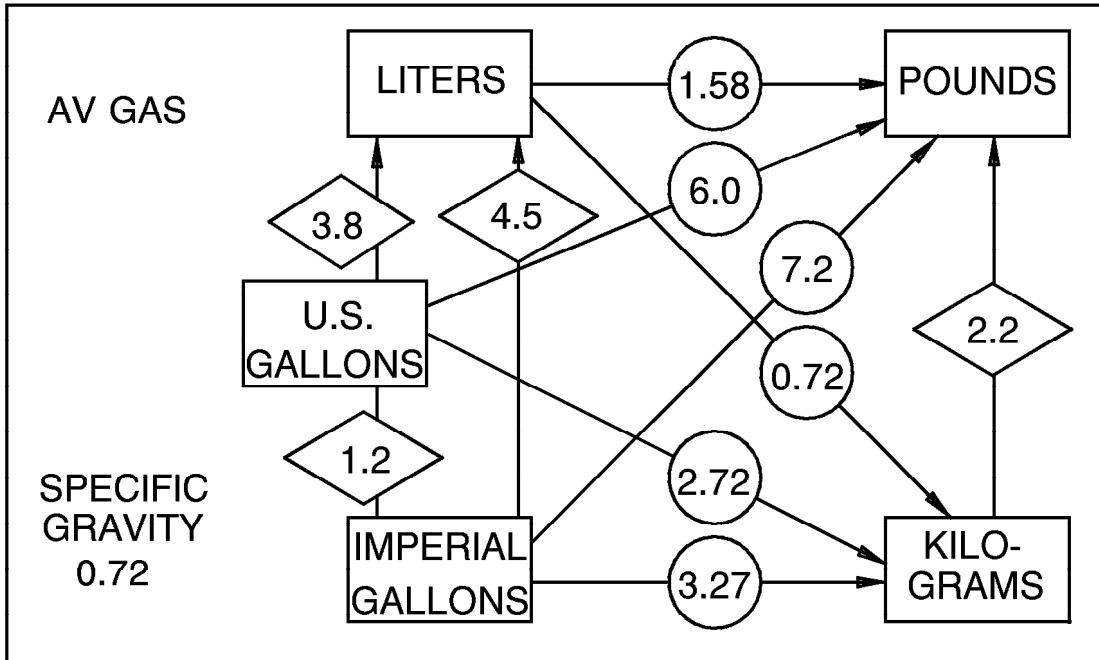 LITERS
1.58
POUNDS
AV GAS
6.0
3.8
4.5
7.2
U.S.
GALLONS
2.2
0.72
1.2
2.72
SPECIFIC
GRAVITY
0.72
IMPERIAL
GALLONS
3.27
KILO-
GRAMS